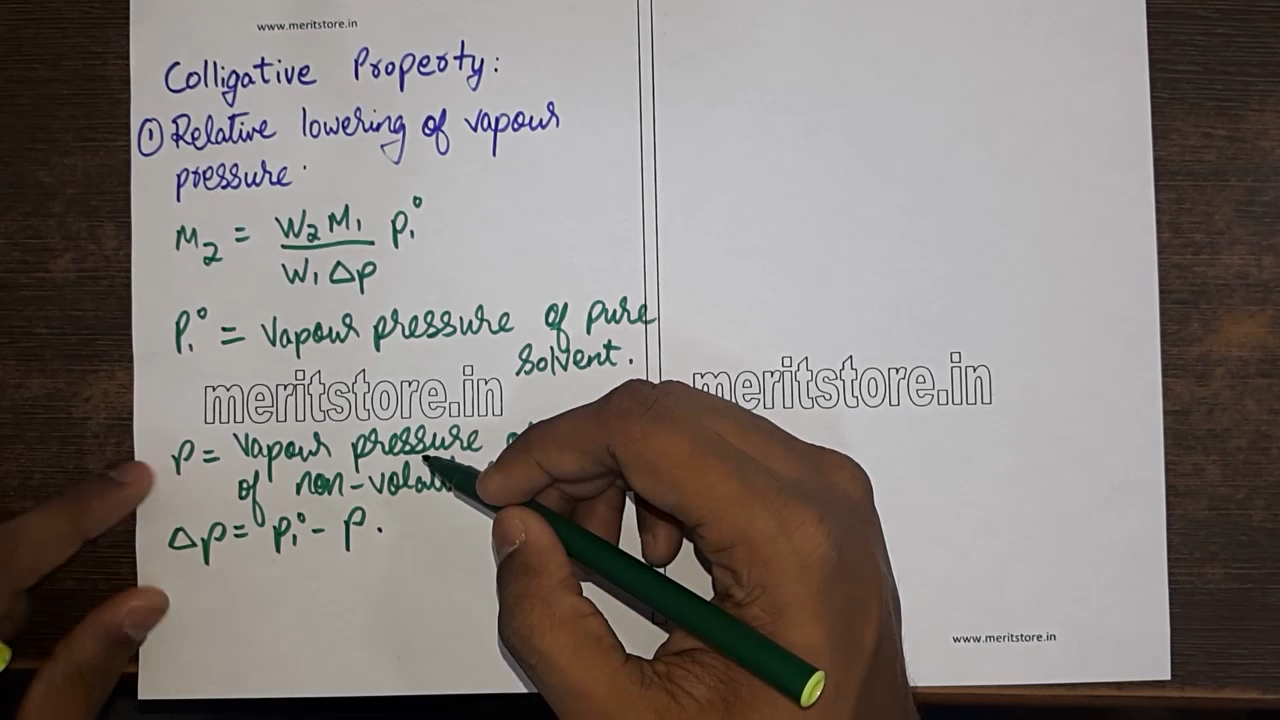 www.meritstore.in
Colligative Property:
① Relative lowering of vapour
pressure.
M₂ = W₂ M₁ / W₁ Δp P₁°
P₁° = Vapour pressure of pure
solvent.
meritstore.in
meritstore.in
P = Vapour pressure
of non-volati
Δp = P₁° - P.
www.meritstore.in